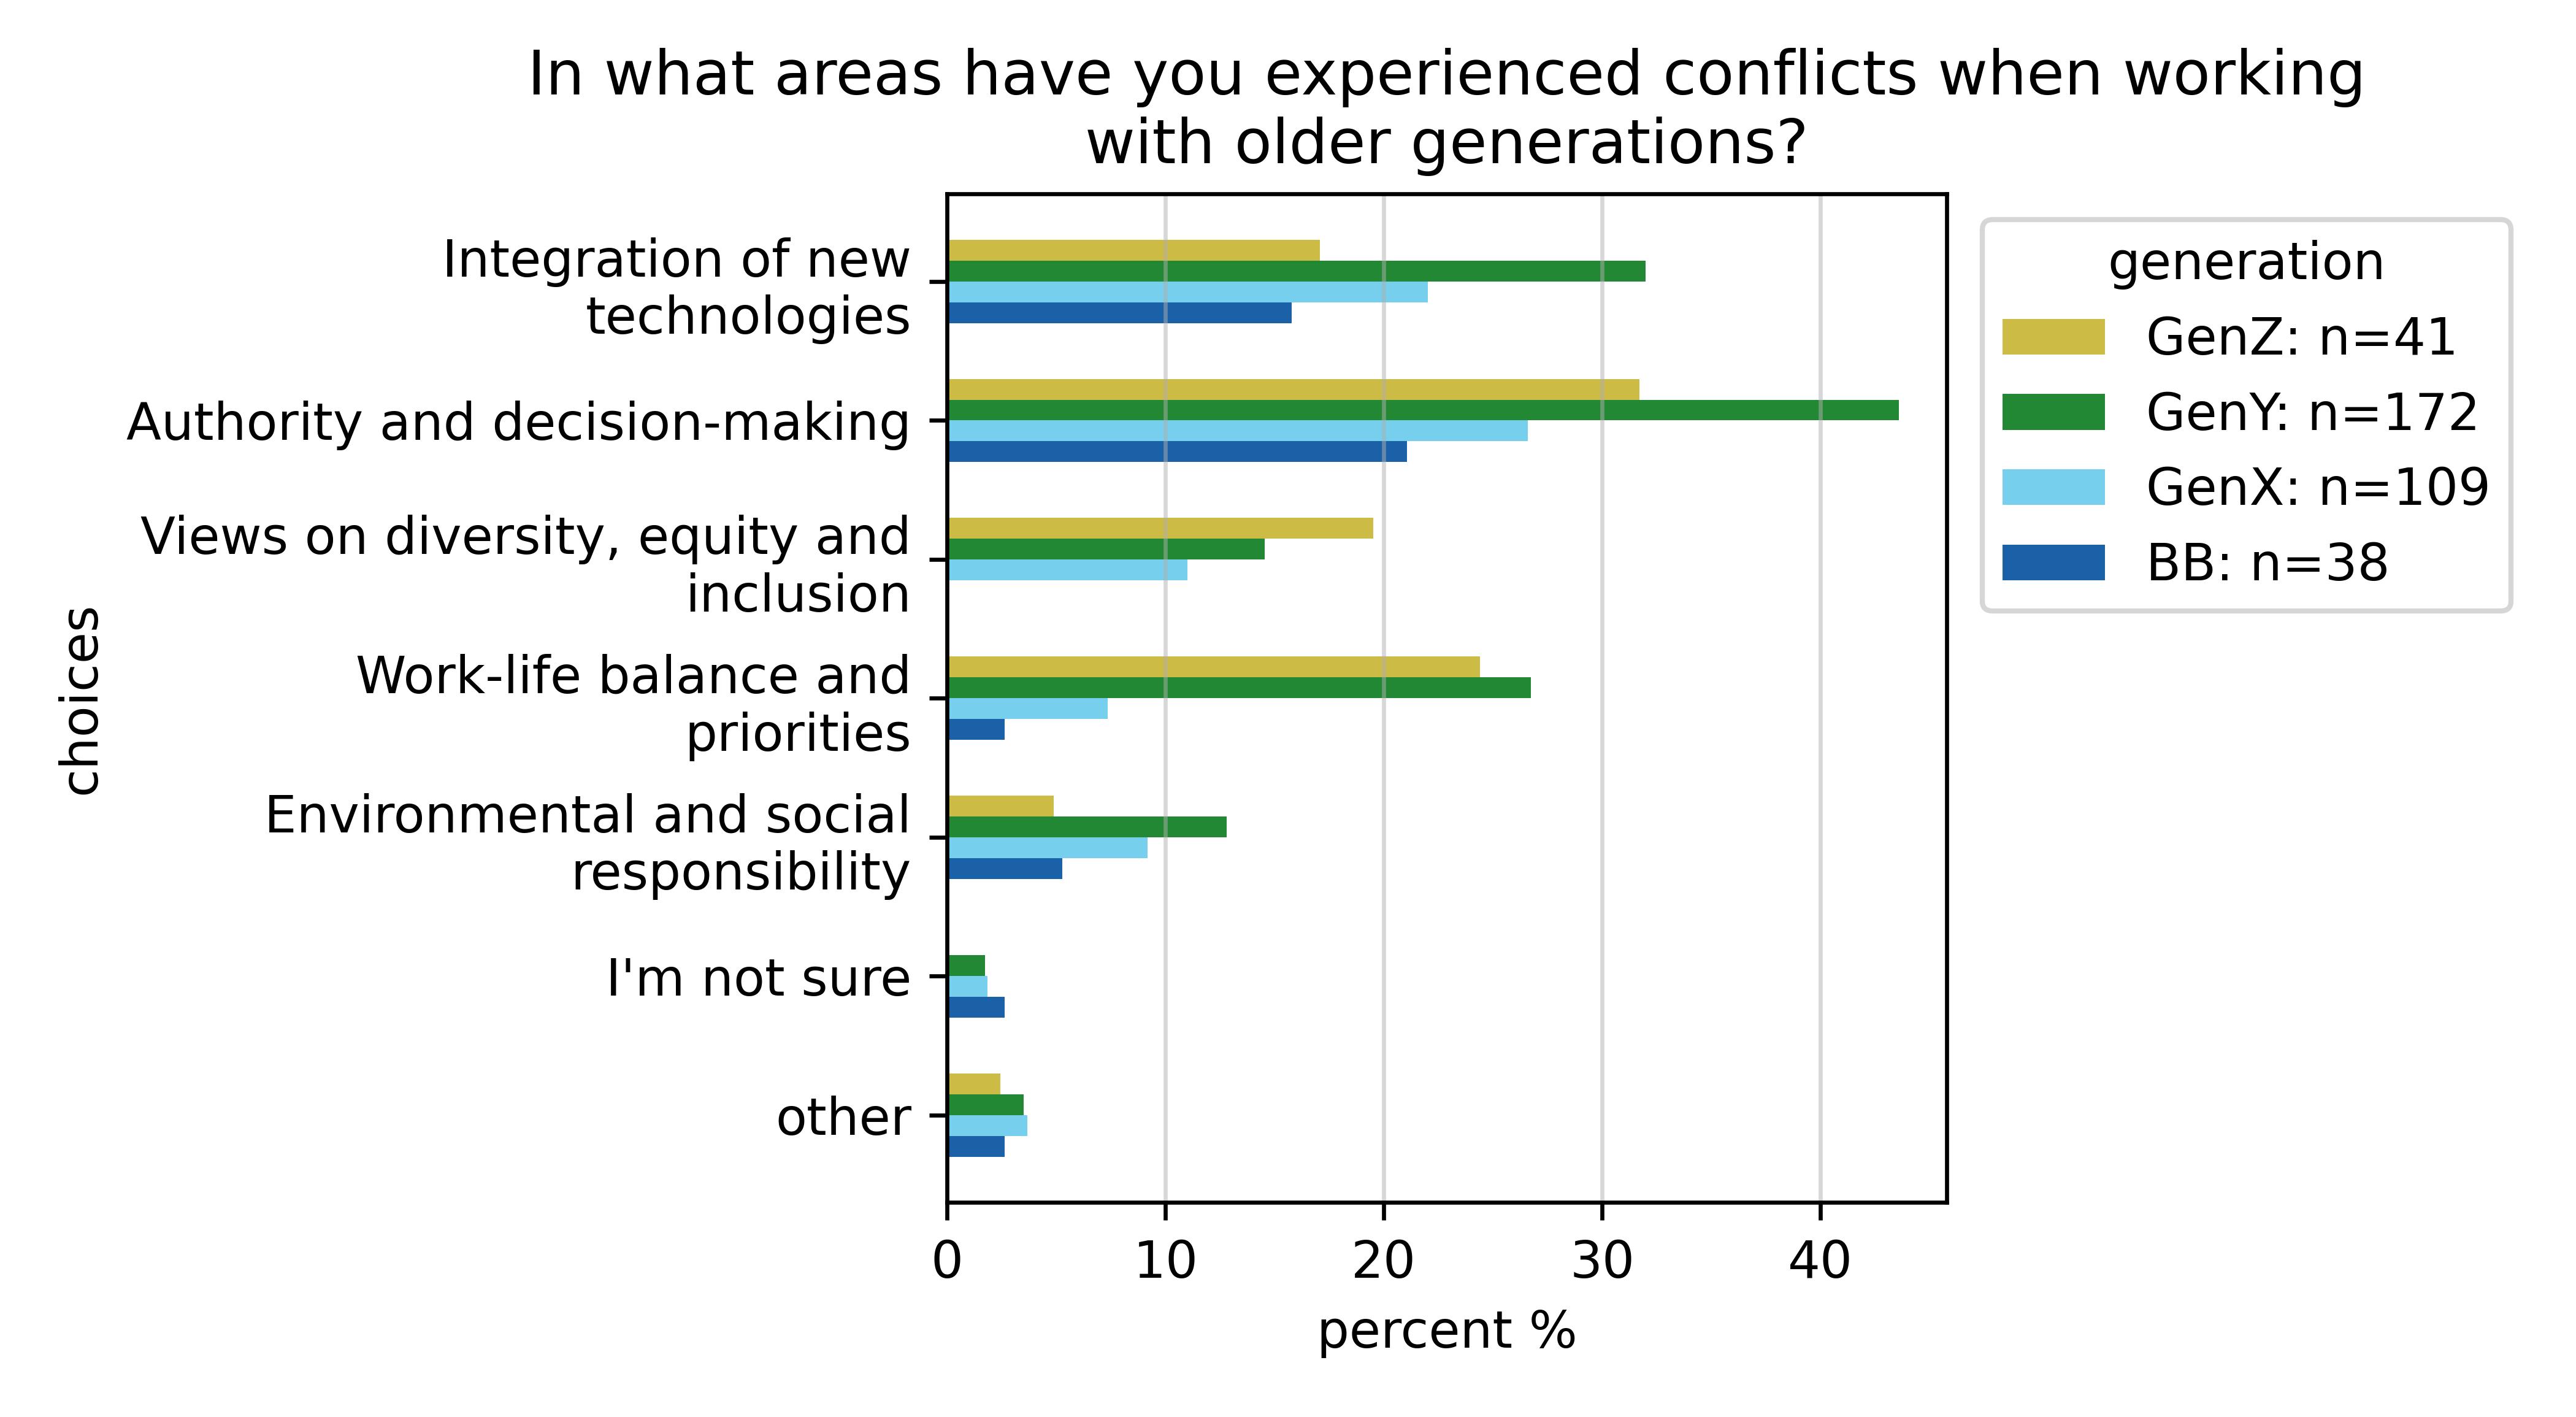 In what areas have you experienced conflicts when working
with older generations?
Integration of new
technologies
Authority and decision-making
Views on diversity, equity and
inclusion
Work-life balance and
priorities
Environmental and social
responsibility
I'm not sure
other
choices
0 10 20 30 40
percent %
generation
GenZ: n=41
GenY: n=172
GenX: n=109
BB: n=38